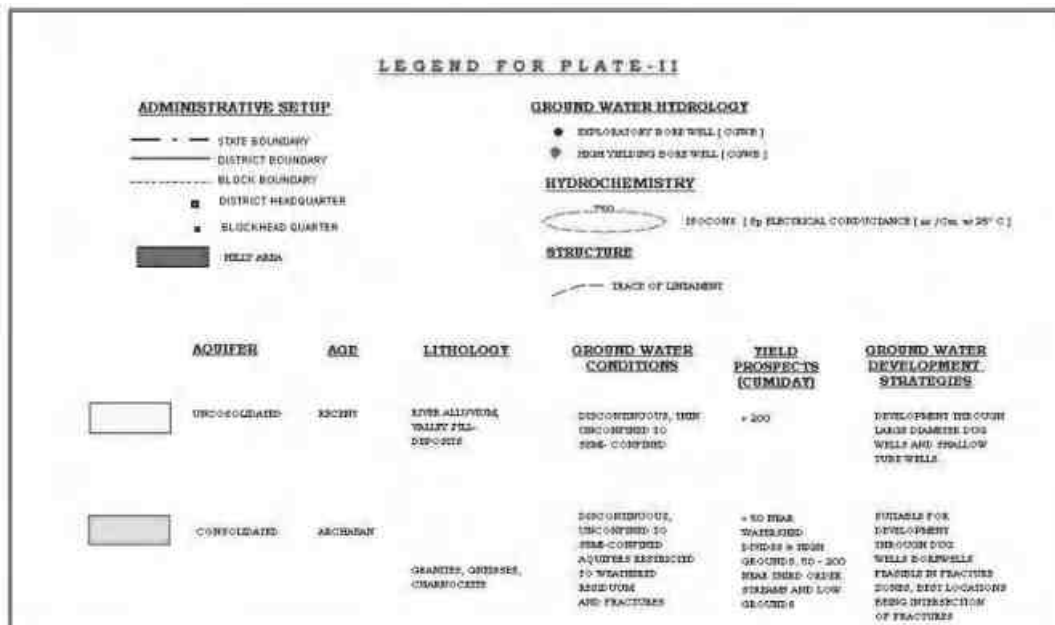 LEGEND FOR PLATE-II
ADMINISTRATIVE SETUP
STATE BOUNDARY
DISTRICT BOUNDARY
BLOCK BOUNDARY
DISTRICT HEADQUARTER
BLOCKHEAD QUARTER
HILLY AREA
GROUND WATER HYDROLOGY
EXPLORATORY BORE WELL [ CGWB ]
HIGH YIELDING BORE WELL [ CGWB ]
HYDROCHEMISTRY
750
ISOCONE [ Sp ELECTRICAL CONDUCTANCE [ /Cm, 25° C ]
STRUCTURE
TRACE OF LINEAMENT
AQUIFER
AGE
LITHOLOGY
GROUND WATER
CONDITIONS
YIELD
PROSPECTS
(CUM/DAY)
GROUND WATER
DEVELOPMENT
STRATEGIES
UNCONSOLIDATED
RECENT
RIVER ALLUVIUM,
VALLEY FILL-
DEPOSITS
DISCONTINUOUS, THIN
UNCONFINED TO
SEMI- CONFINED
200
DEVELOPMENT THROUGH
LARGE DIAMETER DUG
WELLS AND SHALLOW
TUBE WELLS.
CONSOLIDATED
ARCHAEAN
GRANITES, GNEISSES,
CHARNOCKITE
DISCONTINUOUS,
UNCONFINED TO
SEMI-CONFINED
AQUIFERS RESTRICTED
TO WEATHERED
RESIDUUM
AND FRACTURES
50 NEAR
WATERSHED
DIVIDES & HIGH
GROUNDS, 50 - 200
NEAR THIRD ORDER
STREAMS AND LOW
GROUNDS
SUITABLE FOR
DEVELOPMENT
THROUGH DUG
WELLS BOREWELLS
FEASIBLE IN FRACTURE
ZONES, BEST LOCATIONS
BEING INTERSECTION
OF FRACTURES